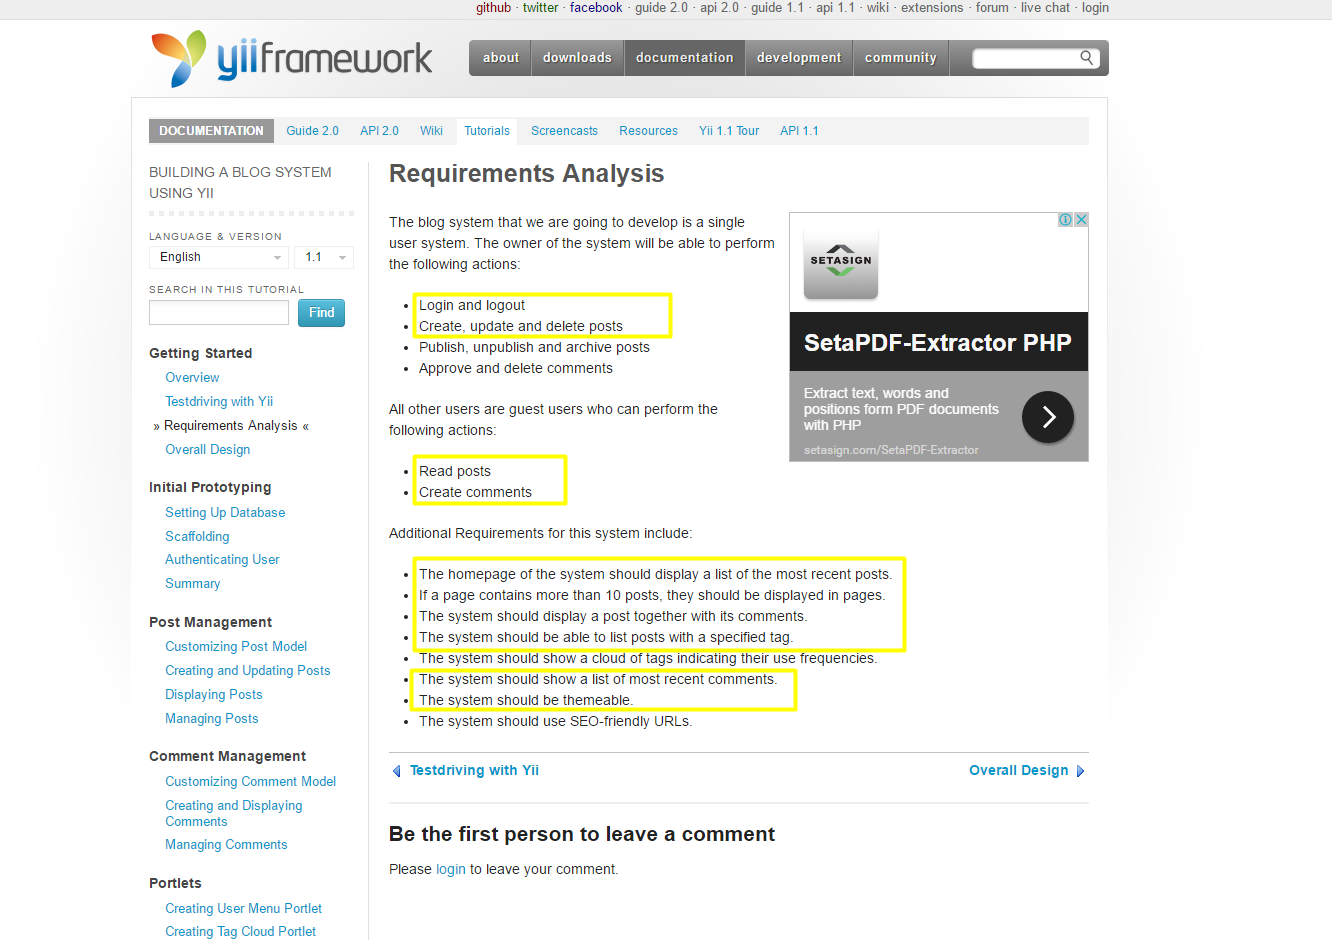 github · twitter · facebook · guide 2.0 · api 2.0 · guide 1.1 · api 1.1 · wiki · extensions · forum · live chat · login
yiiframework
about
downloads
documentation
development
community
DOCUMENTATION
Guide 2.0
API 2.0
Wiki
Tutorials
Screencasts
Resources
Yii 1.1 Tour
API 1.1
BUILDING A BLOG SYSTEM
USING YII
LANGUAGE & VERSION
English
1.1
SEARCH IN THIS TUTORIAL
Find
Getting Started
Overview
Testdriving with Yii
» Requirements Analysis «
Overall Design
Initial Prototyping
Setting Up Database
Scaffolding
Authenticating User
Summary
Post Management
Customizing Post Model
Creating and Updating Posts
Displaying Posts
Managing Posts
Comment Management
Customizing Comment Model
Creating and Displaying
Comments
Managing Comments
Portlets
Creating User Menu Portlet
Creating Tag Cloud Portlet
Requirements Analysis
The blog system that we are going to develop is a single
user system. The owner of the system will be able to perform
the following actions:
• Login and logout
• Create, update and delete posts
• Publish, unpublish and archive posts
• Approve and delete comments
All other users are guest users who can perform the
following actions:
• Read posts
• Create comments
Additional Requirements for this system include:
• The homepage of the system should display a list of the most recent posts.
• If a page contains more than 10 posts, they should be displayed in pages.
• The system should display a post together with its comments.
• The system should be able to list posts with a specified tag.
• The system should show a cloud of tags indicating their use frequencies.
• The system should show a list of most recent comments.
• The system should be themeable.
• The system should use SEO-friendly URLs.
SETASIGN
SetaPDF-Extractor PHP
Extract text, words and
positions form PDF documents
with PHP
setasign.com/SetaPDF-Extractor
Testdriving with Yii
Overall Design
Be the first person to leave a comment
Please login to leave your comment.